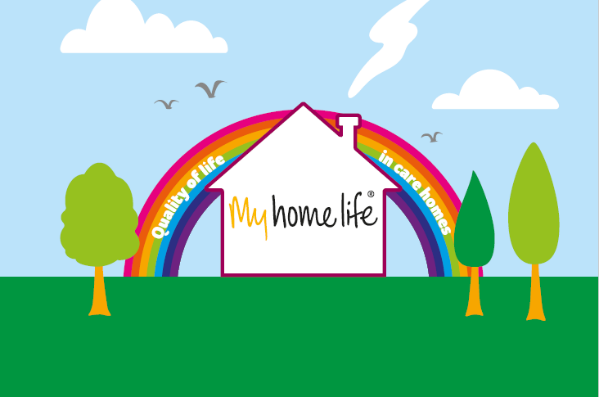 Quality of life
in care homes
My home life®